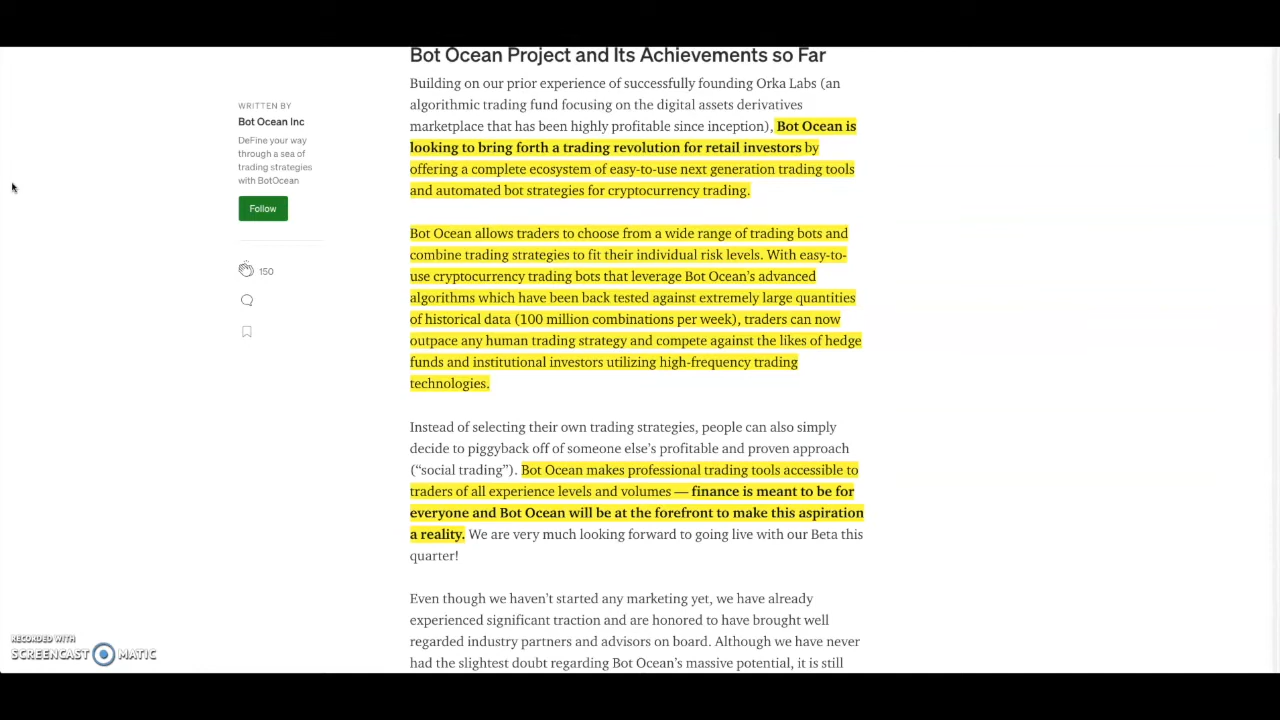 Bot Ocean Project and Its Achievements so Far
Building on our prior experience of successfully founding Orka Labs (an
algorithmic trading fund focusing on the digital assets derivatives
marketplace that has been highly profitable since inception), Bot Ocean is
looking to bring forth a trading revolution for retail investors by
offering a complete ecosystem of easy-to-use next generation trading tools
and automated bot strategies for cryptocurrency trading.
WRITTEN BY
Bot Ocean Inc
DeFine your way
through a sea of
trading strategies
with BotOcean
Follow
150
Bot Ocean allows traders to choose from a wide range of trading bots and
combine trading strategies to fit their individual risk levels. With easy-to-
use cryptocurrency trading bots that leverage Bot Ocean’s advanced
algorithms which have been back tested against extremely large quantities
of historical data (100 million combinations per week), traders can now
outpace any human trading strategy and compete against the likes of hedge
funds and institutional investors utilizing high-frequency trading
technologies.
Instead of selecting their own trading strategies, people can also simply
decide to piggyback off of someone else’s profitable and proven approach
(“social trading”). Bot Ocean makes professional trading tools accessible to
traders of all experience levels and volumes — finance is meant to be for
everyone and Bot Ocean will be at the forefront to make this aspiration
a reality. We are very much looking forward to going live with our Beta this
quarter!
Even though we haven’t started any marketing yet, we have already
experienced significant traction and are honored to have brought well
regarded industry partners and advisors on board. Although we have never
had the slightest doubt regarding Bot Ocean’s massive potential, it is still
RECORDED WITH
SCREENCAST MATIC